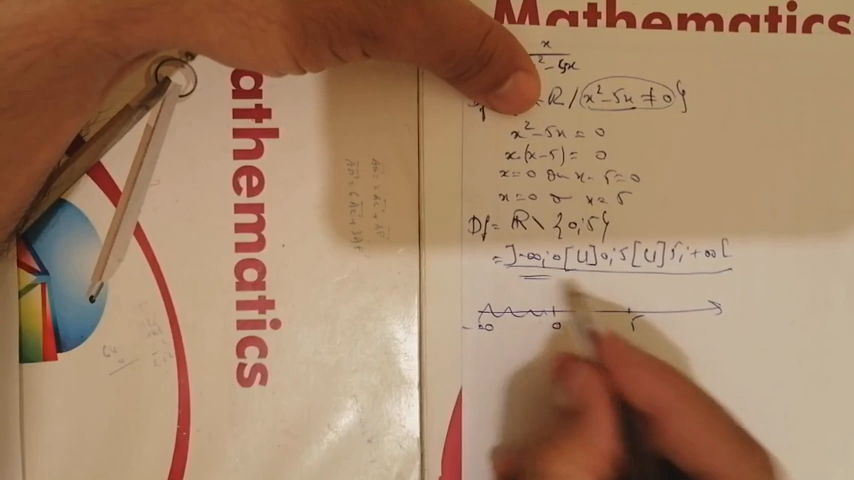 Mathematics
athematics
x
x² - 5x
R / x² - 5x ≠ 0 }
x² - 5x = 0
x(x-5) = 0
x=0 ou x-5=0
x=0 ou x=5
Df= R \ {0;5}
= ]-∞;0[ U ]0;5[ U ]5;+∞[
-∞ 0 5